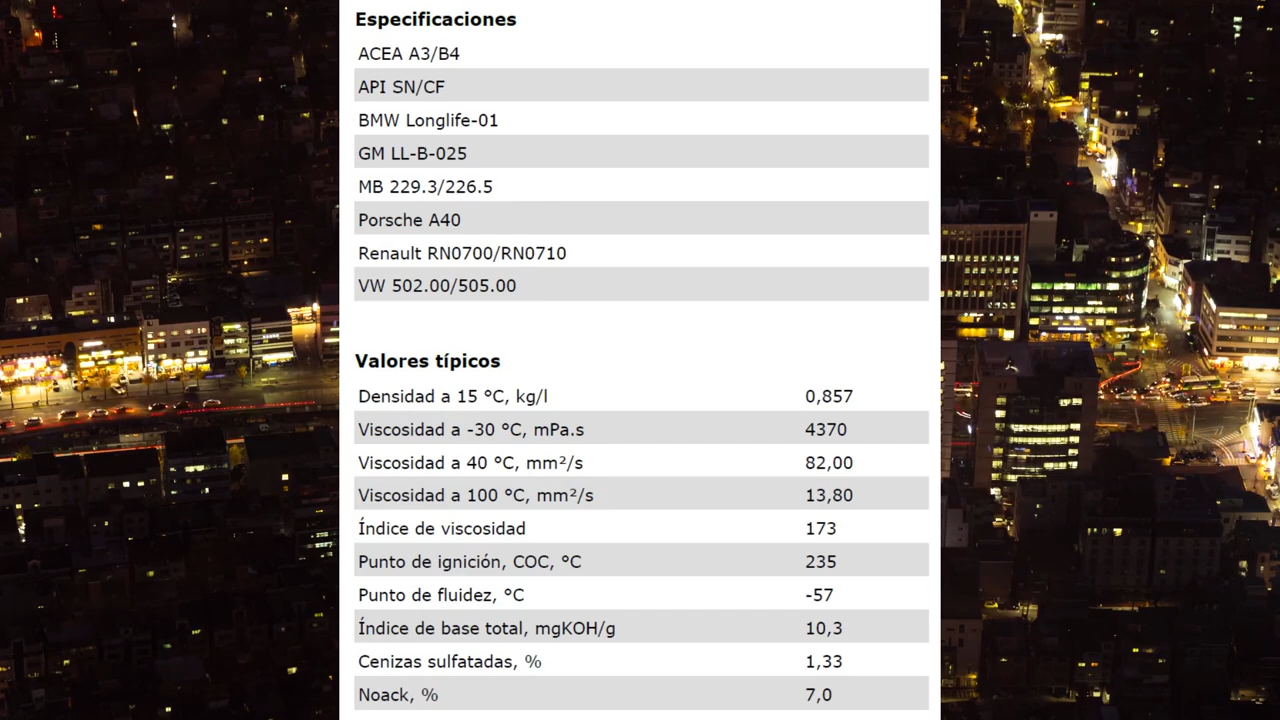 Especificaciones
ACEA A3/B4
API SN/CF
BMW Longlife-01
GM LL-B-025
MB 229.3/226.5
Porsche A40
Renault RN0700/RN0710
VW 502.00/505.00
Valores típicos
Densidad a 15 °C, kg/l 0,857
Viscosidad a -30 °C, mPa.s 4370
Viscosidad a 40 °C, mm²/s 82,00
Viscosidad a 100 °C, mm²/s 13,80
Índice de viscosidad 173
Punto de ignición, COC, °C 235
Punto de fluidez, °C -57
Índice de base total, mgKOH/g 10,3
Cenizas sulfatadas, % 1,33
Noack, % 7,0